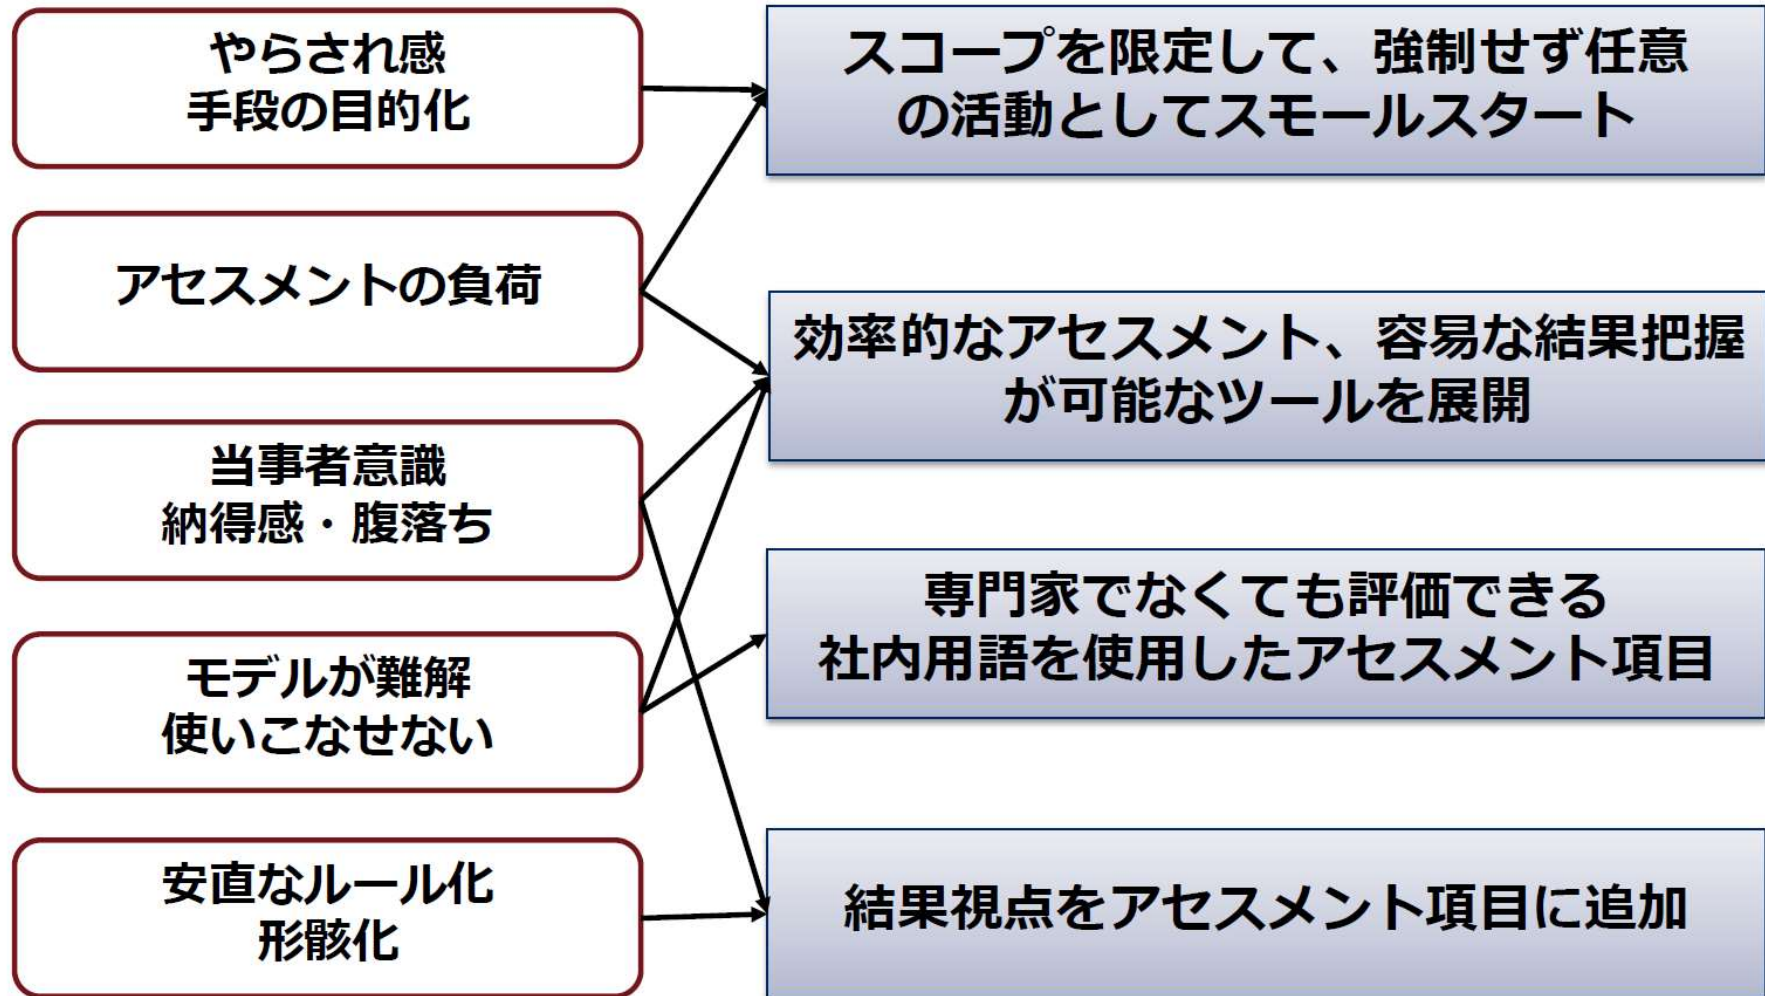 やらされ感
手段の目的化
アセスメントの負荷
当事者意識
納得感・腹落ち
モデルが難解
使いこなせない
安直なルール化
形骸化
スコープを限定して、強制せず任意
の活動としてスモールスタート
効率的なアセスメント、容易な結果把握
が可能なツールを展開
専門家でなくても評価できる
社内用語を使用したアセスメント項目
結果視点をアセスメント項目に追加